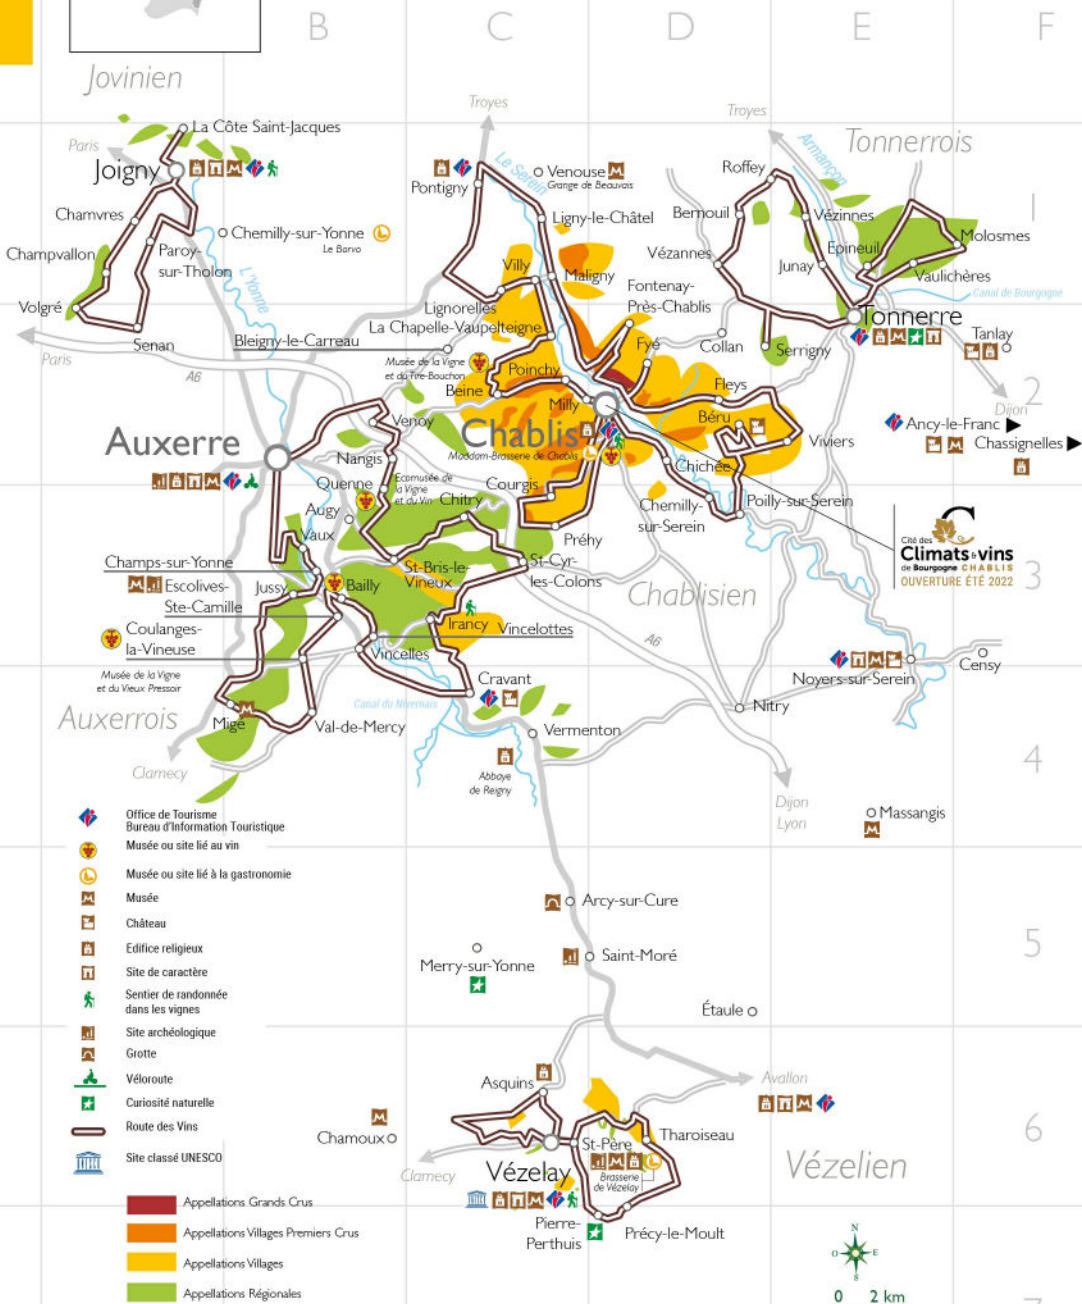 B
C
D
E
F
Jovinien
Troyes
Troyes
La Côte Saint-Jacques
Paris
Joigny
Le Serein
Armançon
Tonnerrois
Roffey
Venouse
Grange de Beauvais
Pontigny
1
Chamvres
Ligny-le-Châtel
Bernouil
Vézinnes
Chemilly-sur-Yonne
Le Borvo
Molosmes
Champvallon
Paroy-
sur-Tholon
Vézannes
Epineuil
Junay
Vaulichères
L'Yonne
Villy
Maligny
Fontenay-
Près-Chablis
Canal de Bourgogne
Volgré
Lignorelles
Tonnerre
La Chapelle-Vaupelteigne
Senan
Bleigny-le-Carreau
Fyé
Collan
Serrigny
Tanlay
Paris
A6
Musée de la Vigne
et du Tire-Bouchon
Poinchy
Beine
Fleys
2
Milly
Dijon
Venoy
Béru
Ancy-le-Franc
Auxerre
Chablis
Viviers
Chassignelles
Maddam-Brasserie de Chablis
Nangis
Chichée
Quenne
Ecomusée de
la Vigne
et du Vin
Courgis
Chitry
Augy
Chemilly-
sur-Serein
Poilly-sur-Serein
Vaux
Préhy
Cité des
Climats & vins
de Bourgogne CHABLIS
OUVERTURE ÉTÉ 2022
3
Champs-sur-Yonne
St-Bris-le-
Vineux
St-Cyr-
les-Colons
Escolives-
Ste-Camille
Jussy
Bailly
Chablisien
Coulanges-
la-Vineuse
Irancy
Vincelottes
A6
Vincelles
Musée de la Vigne
et du Vieux Pressoir
Censy
Cravant
Noyers-sur-Serein
Canal du Nivernais
Auxerrois
Migé
Val-de-Mercy
Nitry
Vermenton
4
Clamecy
Abbaye
de Reigny
Dijon
Lyon
Massangis
Office de Tourisme
Bureau d'Information Touristique
Musée ou site lié au vin
Musée ou site lié à la gastronomie
Musée
Château
Edifice religieux
Site de caractère
Sentier de randonnée
dans les vignes
Site archéologique
Grotte
Véloroute
Curiosité naturelle
Route des Vins
Site classé UNESCO
Appellations Grands Crus
Appellations Villages Premiers Crus
Appellations Villages
Appellations Régionales
Arcy-sur-Cure
5
Saint-Moré
Merry-sur-Yonne
Étaule
Asquins
Avallon
Chamoux
6
St-Père
Tharoiseau
Clamecy
Vézelay
Brasserie
de Vézelay
Vézelien
Pierre-
Perthuis
Précy-le-Moult
N
O
E
S
0 2 km